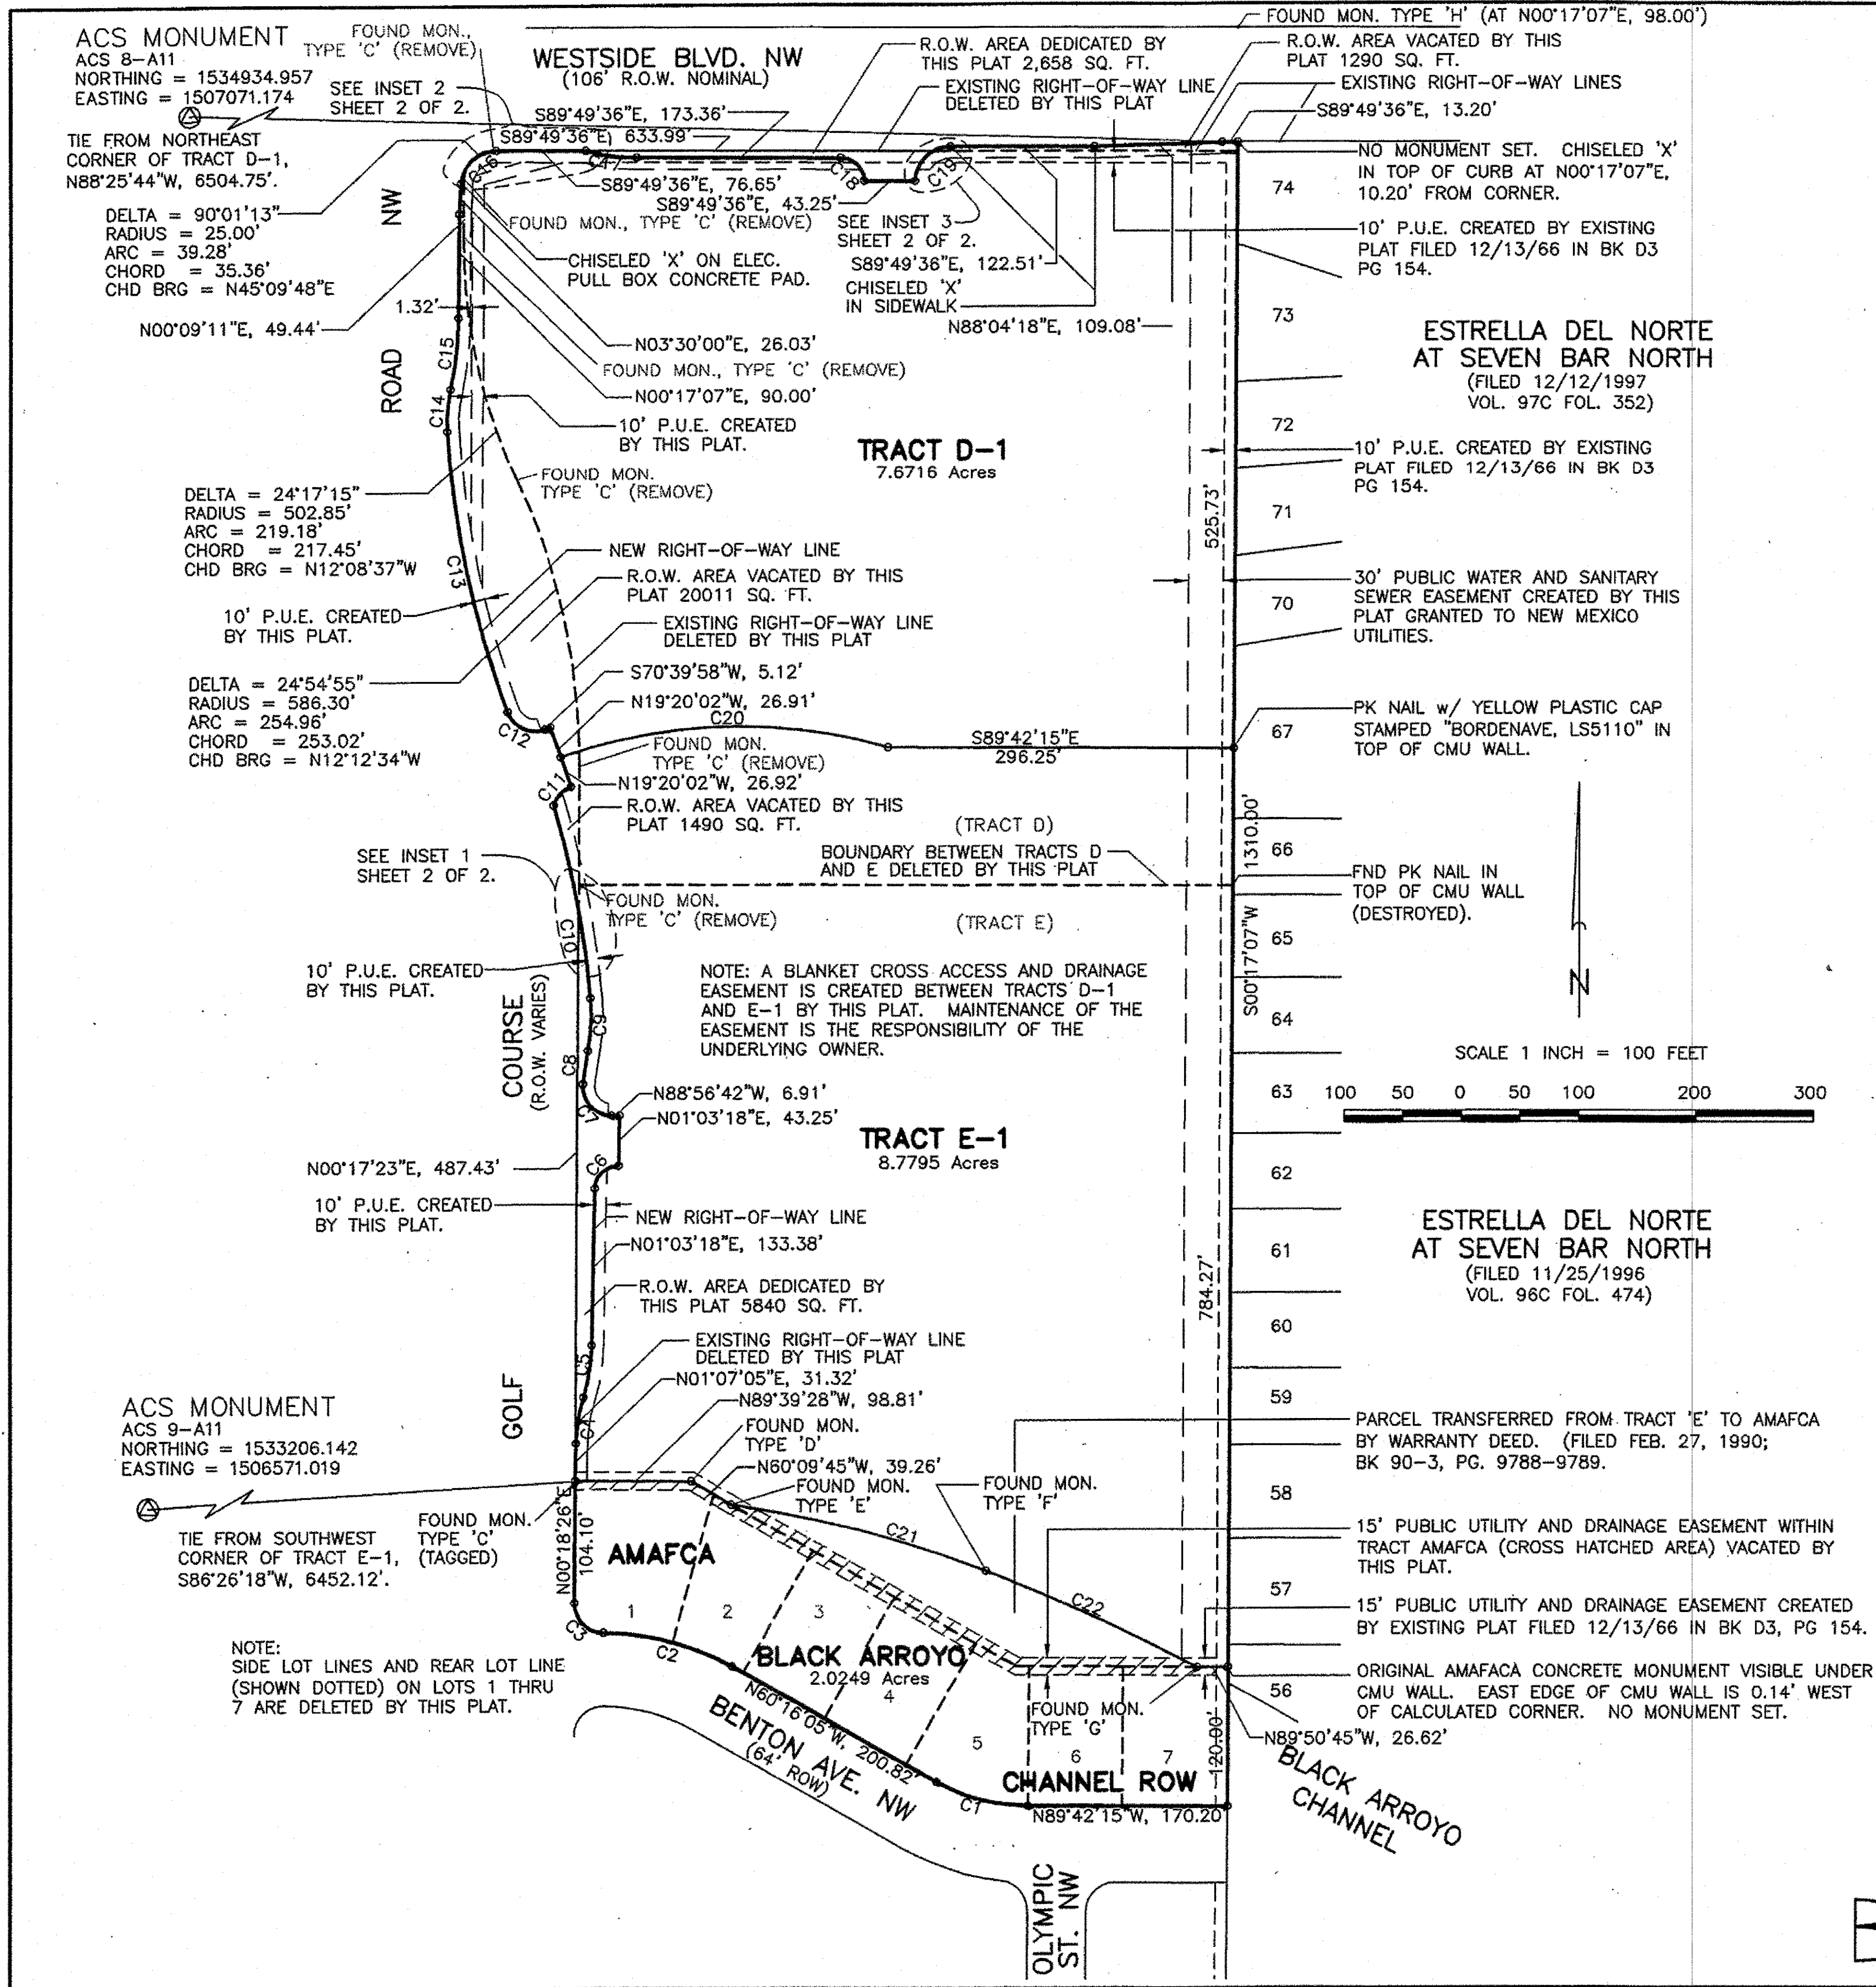 ACS MONUMENT
ACS 8-A11
NORTHING = 1534934.957
EASTING = 1507071.174
TIE FROM NORTHEAST
CORNER OF TRACT D-1,
N88°25'44"W, 6504.75'.
FOUND MON.,
TYPE 'C' (REMOVE)
SEE INSET 2
SHEET 2 OF 2.
WESTSIDE BLVD. NW
(106' R.O.W. NOMINAL)
S89°49'36"E, 173.36'
S89°49'36"E, 633.99'
R.O.W. AREA DEDICATED BY
THIS PLAT 2,658 SQ. FT.
EXISTING RIGHT-OF-WAY LINE
DELETED BY THIS PLAT
FOUND MON. TYPE 'H' (AT N00°17'07"E, 98.00')
R.O.W. AREA VACATED BY THIS
PLAT 1290 SQ. FT.
EXISTING RIGHT-OF-WAY LINES
S89°49'36"E, 13.20'
NO MONUMENT SET. CHISELED 'X'
IN TOP OF CURB AT N00°17'07"E,
10.20' FROM CORNER.
10' P.U.E. CREATED BY EXISTING
PLAT FILED 12/13/66 IN BK D3
PG 154.
C16
C18
C19
S89°49'36"E, 76.65'
S89°49'36"E, 43.25'
FOUND MON., TYPE 'C' (REMOVE)
SEE INSET 3
SHEET 2 OF 2.
S89°49'36"E, 122.51'
CHISELED 'X'
IN SIDEWALK
N88°04'18"E, 109.08'
CHISELED 'X' ON ELEC.
PULL BOX CONCRETE PAD.
DELTA = 90°01'13"
RADIUS = 25.00'
ARC = 39.28'
CHORD = 35.36'
CHD BRG = N45°09'48"E
N00°09'11"E, 49.44'
1.32'
NW
ROAD
C15
C14
N03°30'00"E, 26.03'
FOUND MON., TYPE 'C' (REMOVE)
N00°17'07"E, 90.00'
10' P.U.E. CREATED
BY THIS PLAT.
FOUND MON.
TYPE 'C' (REMOVE)
TRACT D-1
7.6716 Acres
74
73
72
71
70
67
66
65
64
63
62
61
60
59
58
57
56
ESTRELLA DEL NORTE
AT SEVEN BAR NORTH
(FILED 12/12/1997
VOL. 97C FOL. 352)
10' P.U.E. CREATED BY EXISTING
PLAT FILED 12/13/66 IN BK D3
PG 154.
525.73'
30' PUBLIC WATER AND SANITARY
SEWER EASEMENT CREATED BY THIS
PLAT GRANTED TO NEW MEXICO
UTILITIES.
DELTA = 24°17'15"
RADIUS = 502.85'
ARC = 219.18'
CHORD = 217.45'
CHD BRG = N12°08'37"W
C13
10' P.U.E. CREATED
BY THIS PLAT.
NEW RIGHT-OF-WAY LINE
R.O.W. AREA VACATED BY THIS
PLAT 20011 SQ. FT.
EXISTING RIGHT-OF-WAY LINE
DELETED BY THIS PLAT
DELTA = 24°54'55"
RADIUS = 586.30'
ARC = 254.96'
CHORD = 253.02'
CHD BRG = N12°12'34"W
S70°39'58"W, 5.12'
N19°20'02"W, 26.91'
C12
C20
S89°42'15"E
296.25'
PK NAIL w/ YELLOW PLASTIC CAP
STAMPED "BORDENAVE, LS5110" IN
TOP OF CMU WALL.
FOUND MON.
TYPE 'C' (REMOVE)
N19°20'02"W, 26.92'
C11
R.O.W. AREA VACATED BY THIS
PLAT 1490 SQ. FT.
(TRACT D)
BOUNDARY BETWEEN TRACTS D
AND E DELETED BY THIS PLAT
SEE INSET 1
SHEET 2 OF 2.
FOUND MON.
TYPE 'C' (REMOVE)
(TRACT E)
S00°17'07"W 1310.00'
FND PK NAIL IN
TOP OF CMU WALL
(DESTROYED).
C10
10' P.U.E. CREATED
BY THIS PLAT.
NOTE: A BLANKET CROSS ACCESS AND DRAINAGE
EASEMENT IS CREATED BETWEEN TRACTS D-1
AND E-1 BY THIS PLAT. MAINTENANCE OF THE
EASEMENT IS THE RESPONSIBILITY OF THE
UNDERLYING OWNER.
N
SCALE 1 INCH = 100 FEET
100 50 0 50 100 200 300
COURSE
(R.O.W. VARIES)
C9
C8
C7
N88°56'42"W, 6.91'
N01°03'18"E, 43.25'
TRACT E-1
8.7795 Acres
N00°17'23"E, 487.43'
C6
10' P.U.E. CREATED
BY THIS PLAT.
NEW RIGHT-OF-WAY LINE
N01°03'18"E, 133.38'
ESTRELLA DEL NORTE
AT SEVEN BAR NORTH
(FILED 11/25/1996
VOL. 96C FOL. 474)
784.27'
R.O.W. AREA DEDICATED BY
THIS PLAT 5840 SQ. FT.
EXISTING RIGHT-OF-WAY LINE
DELETED BY THIS PLAT
C5
C4
N01°07'05"E, 31.32'
N89°39'28"W, 98.81'
GOLF
ACS MONUMENT
ACS 9-A11
NORTHING = 1533206.142
EASTING = 1506571.019
FOUND MON.
TYPE 'D'
N60°09'45"W, 39.26'
FOUND MON.
TYPE 'E'
FOUND MON.
TYPE 'F'
PARCEL TRANSFERRED FROM TRACT 'E' TO AMAFCA
BY WARRANTY DEED. (FILED FEB. 27, 1990;
BK 90-3, PG. 9788-9789.
TIE FROM SOUTHWEST
CORNER OF TRACT E-1,
S86°26'18"W, 6452.12'.
FOUND MON.
TYPE 'C'
(TAGGED)
N00°18'26"E
104.10'
C21
C22
15' PUBLIC UTILITY AND DRAINAGE EASEMENT WITHIN
TRACT AMAFCA (CROSS HATCHED AREA) VACATED BY
THIS PLAT.
AMAFCA
1
2
3
4
5
6
7
15' PUBLIC UTILITY AND DRAINAGE EASEMENT CREATED
BY EXISTING PLAT FILED 12/13/66 IN BK D3, PG 154.
C3
C2
NOTE:
SIDE LOT LINES AND REAR LOT LINE
(SHOWN DOTTED) ON LOTS 1 THRU
7 ARE DELETED BY THIS PLAT.
BLACK ARROYO
2.0249 Acres
ORIGINAL AMAFACA CONCRETE MONUMENT VISIBLE UNDER
CMU WALL. EAST EDGE OF CMU WALL IS 0.14' WEST
OF CALCULATED CORNER. NO MONUMENT SET.
FOUND MON.
TYPE 'G'
N89°50'45"W, 26.62'
N60°16'05"W, 200.82'
BENTON AVE. NW
(64' ROW)
120.00'
CHANNEL ROW
C1
N89°42'15"W, 170.20'
BLACK ARROYO
CHANNEL
OLYMPIC
ST. NW